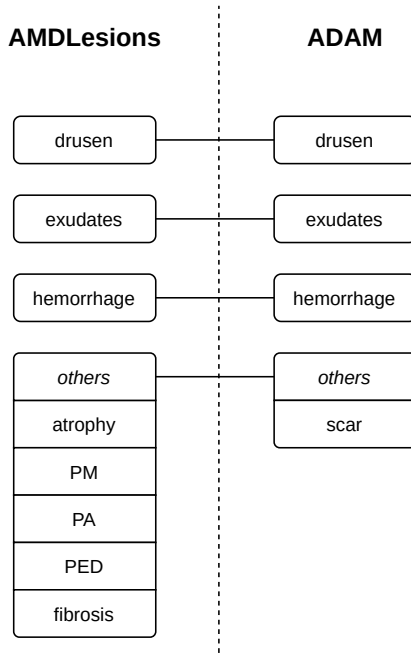 AMDLesions ADAM
drusen drusen
exudates exudates
hemorrhage hemorrhage
others others
atrophy scar
PM
PA
PED
fibrosis